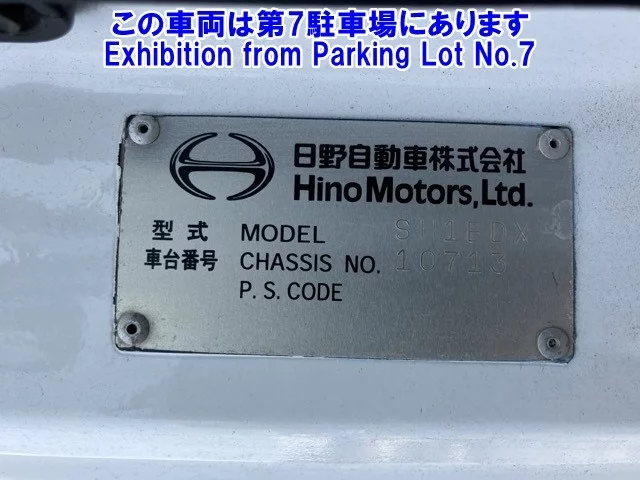 この車両は第7駐車場にあります
Exhibition from Parking Lot No.7
日野自動車株式会社
Hino Motors, Ltd.
型式 MODEL SH1EDX
車台番号 CHASSIS NO. 10713
P. S. CODE